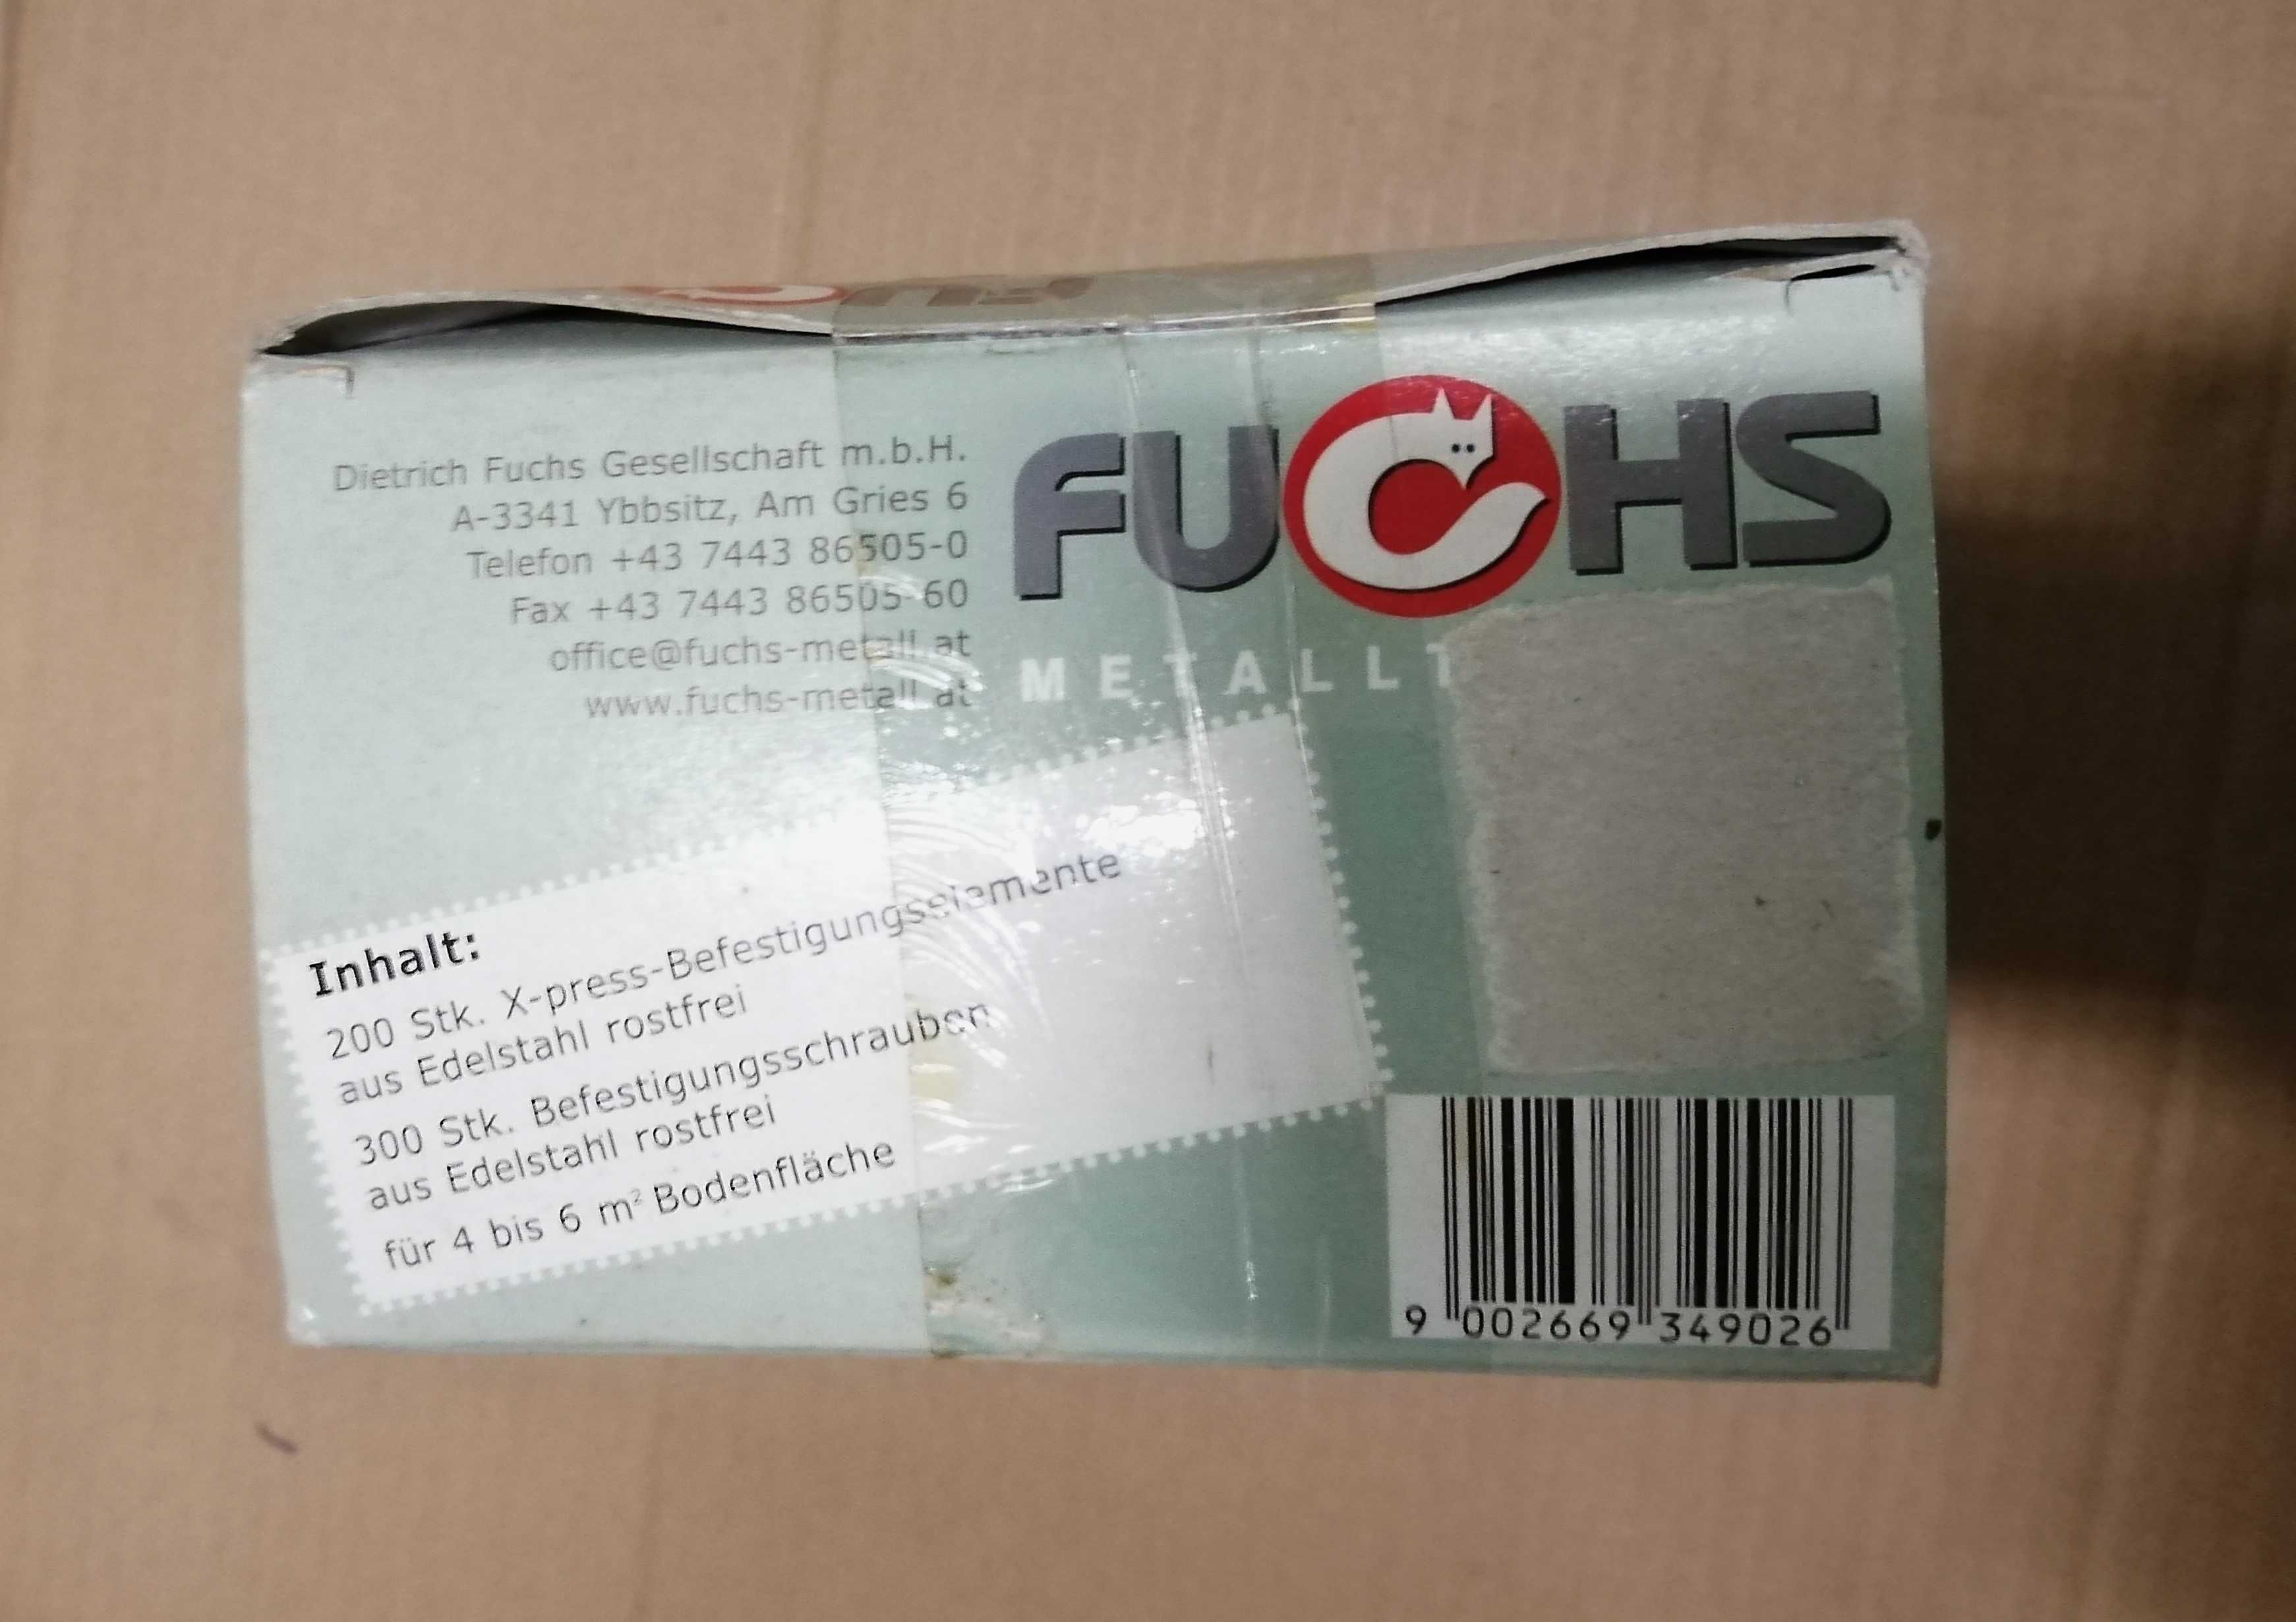 Dietrich Fuchs Gesellschaft m.b.H.
A-3341 Ybbsitz, Am Gries 6
Telefon +43 7443 86505-0
Fax +43 7443 86505-60
office@fuchs-metall.at
www.fuchs-metall.at
FUCHS
METALLT
Inhalt:
200 Stk. X-press-Befestigungselemente
aus Edelstahl rostfrei
300 Stk. Befestigungsschrauben
aus Edelstahl rostfrei
für 4 bis 6 m² Bodenfläche
9 002669 349026